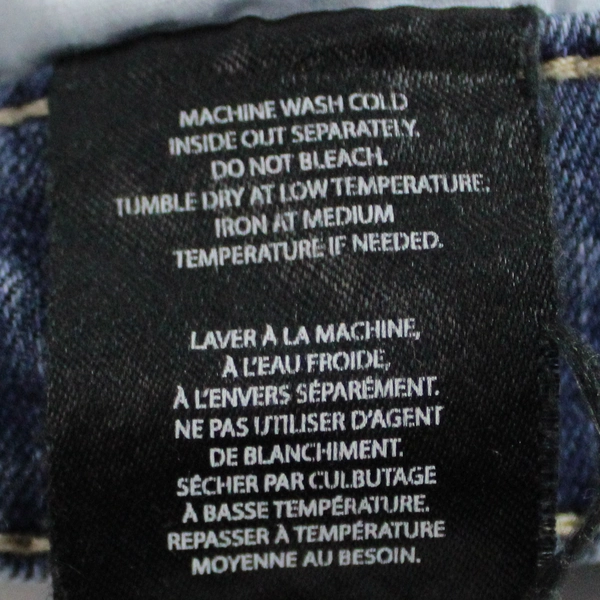 MACHINE WASH COLD
INSIDE OUT SEPARATELY.
DO NOT BLEACH.
TUMBLE DRY AT LOW TEMPERATURE.
IRON AT MEDIUM
TEMPERATURE IF NEEDED.
LAVER À LA MACHINE,
À L'EAU FROIDE,
À L'ENVERS SÉPARÉMENT.
NE PAS UTILISER D'AGENT
DE BLANCHIMENT.
SÉCHER PAR CULBUTAGE
À BASSE TEMPÉRATURE.
REPASSER À TEMPÉRATURE
MOYENNE AU BESOIN.